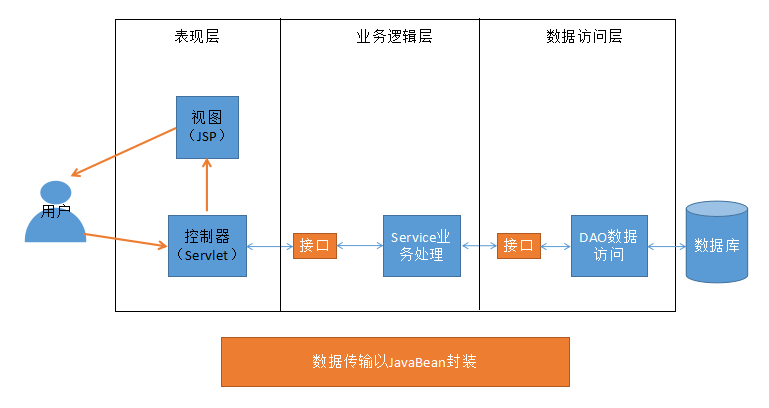 表现层
业务逻辑层
数据访问层
视图
（JSP）
用户
控制器
（Servlet）
接口
Service业
务处理
接口
DAO数据
访问
数据库
数据传输以JavaBean封装